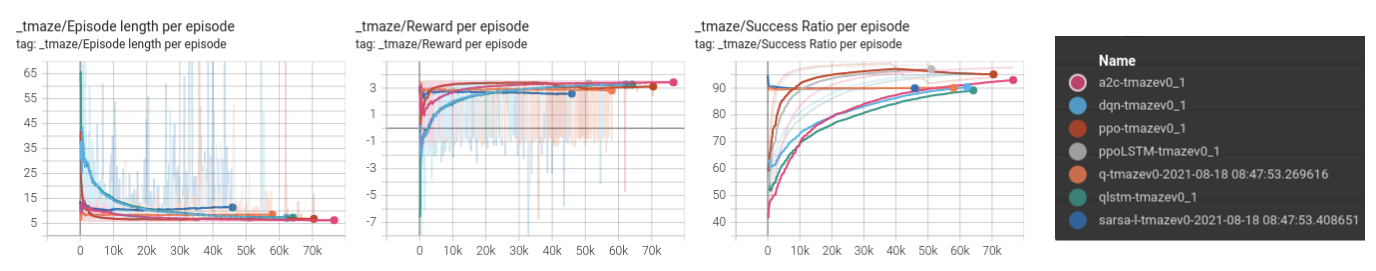 _tmaze/Episode length per episode
tag: _tmaze/Episode length per episode
65
55
45
35
25
15
5
0
10k
20k
30k
40k
50k
60k
70k
_tmaze/Reward per episode
tag: _tmaze/Reward per episode
3
1
-1
-3
-5
-7
0
10k
20k
30k
40k
50k
60k
70k
_tmaze/Success Ratio per episode
tag: _tmaze/Success Ratio per episode
90
80
70
60
50
40
0
10k
20k
30k
40k
50k
60k
70k
Name
a2c-tmazev0_1
dqn-tmazev0_1
ppo-tmazev0_1
ppoLSTM-tmazev0_1
q-tmazev0-2021-08-18 08:47:53.269616
qlstm-tmazev0_1
sarsa-l-tmazev0-2021-08-18 08:47:53.408651